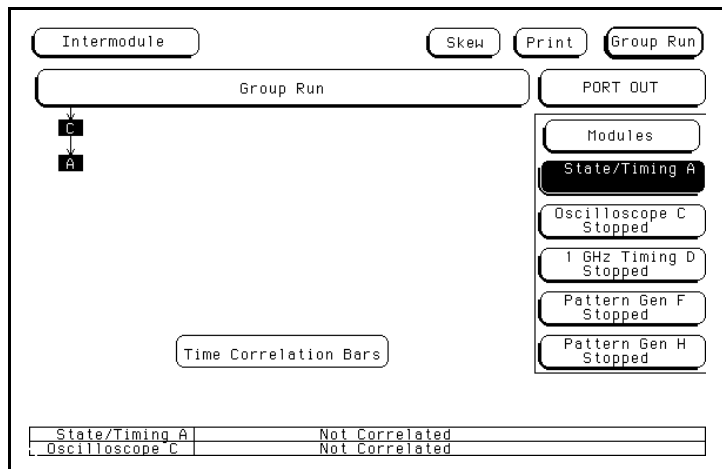 Intermodule
Skew
Print
Group Run
Group Run
PORT OUT
C
A
Modules
State/Timing A
Oscilloscope C
Stopped
1 GHz Timing D
Stopped
Pattern Gen F
Stopped
Pattern Gen H
Stopped
Time Correlation Bars
State/Timing A Not Correlated
Oscilloscope C Not Correlated